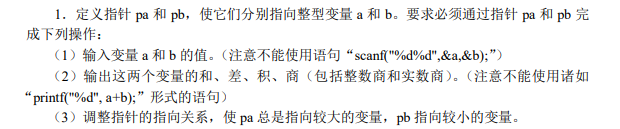 1．定义指针 pa 和 pb，使它们分别指向整型变量 a 和 b。要求必须通过指针 pa 和 pb 完
成下列操作：
（1）输入变量 a 和 b 的值。（注意不能使用语句“scanf("%d%d",&a,&b);”）
（2）输出这两个变量的和、差、积、商（包括整数商和实数商）。（注意不能使用诸如
“printf("%d", a+b);”形式的语句）
（3）调整指针的指向关系，使 pa 总是指向较大的变量，pb 指向较小的变量。